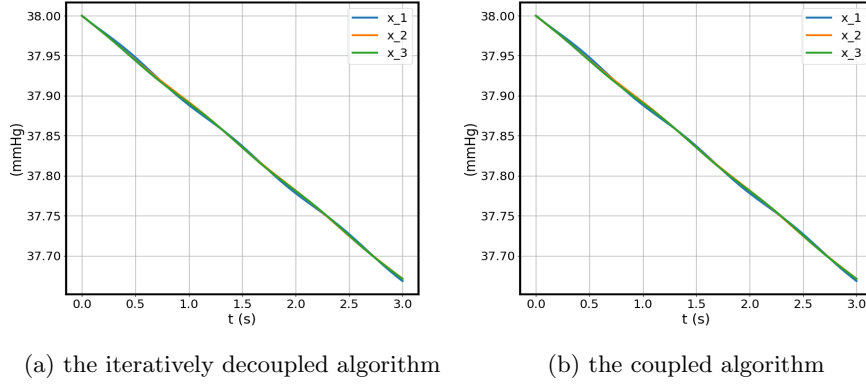 38.00
37.95
37.90
37.85
37.80
37.75
37.70
(mmHg)
0.0 0.5 1.0 1.5 2.0 2.5 3.0
t (s)
x_1
x_2
x_3
(a) the iteratively decoupled algorithm
38.00
37.95
37.90
37.85
37.80
37.75
37.70
(mmHg)
0.0 0.5 1.0 1.5 2.0 2.5 3.0
t (s)
x_1
x_2
x_3
(b) the coupled algorithm